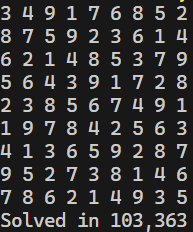 3 4 9 1 7 6 8 5 2
8 7 5 9 2 3 6 1 4
6 2 1 4 8 5 3 7 9
5 6 4 3 9 1 7 2 8
2 3 8 5 6 7 4 9 1
1 9 7 8 4 2 5 6 3
4 1 3 6 5 9 2 8 7
9 5 2 7 3 8 1 4 6
7 8 6 2 1 4 9 3 5
Solved in 103,363